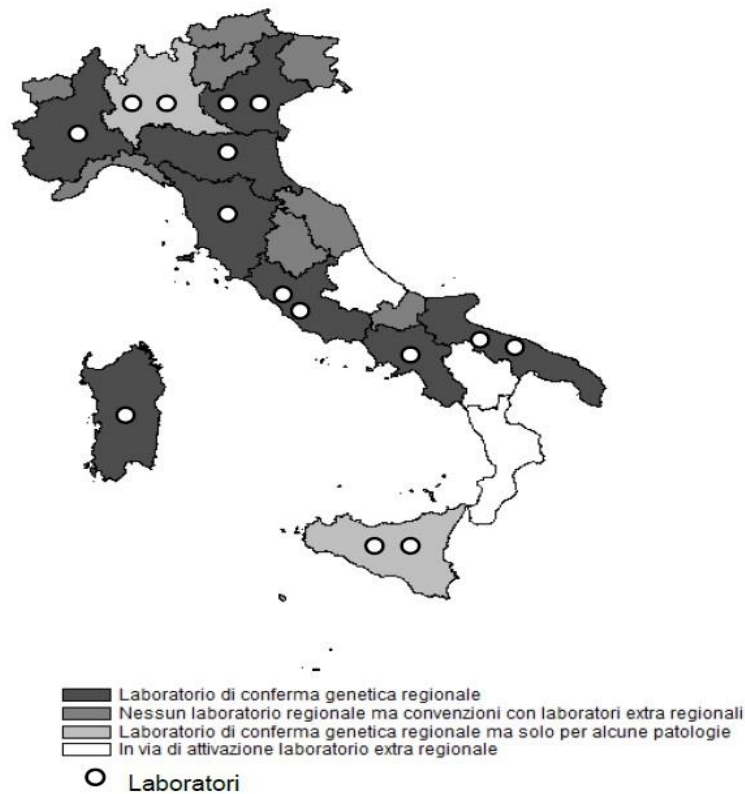 Laboratorio di conferma genetica regionale
Nessun laboratorio regionale ma convenzioni con laboratori extra regionali
Laboratorio di conferma genetica regionale ma solo per alcune patologie
In via di attivazione laboratorio extra regionale
Laboratori